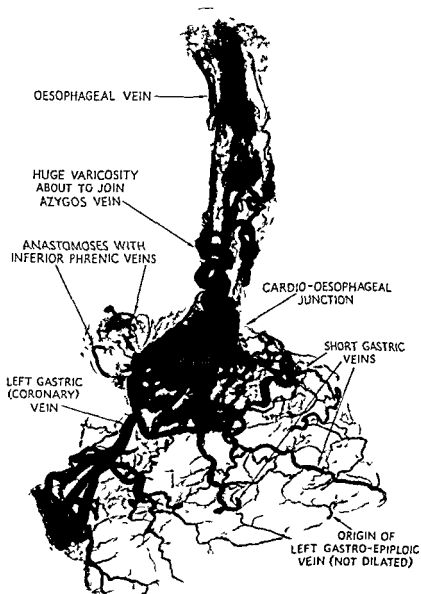 OESOPHAGEAL VEIN
HUGE VARICOSITY
ABOUT TO JOIN
AZYGOS VEIN
ANASTOMOSES WITH
INFERIOR PHRENIC VEINS
CARDIO-OESOPHAGEAL
JUNCTION
SHORT GASTRIC
VEINS
LEFT GASTRIC
(CORONARY)
VEIN
ORIGIN OF
LEFT GASTRO-EPIPLOIC
VEIN (NOT DILATED)